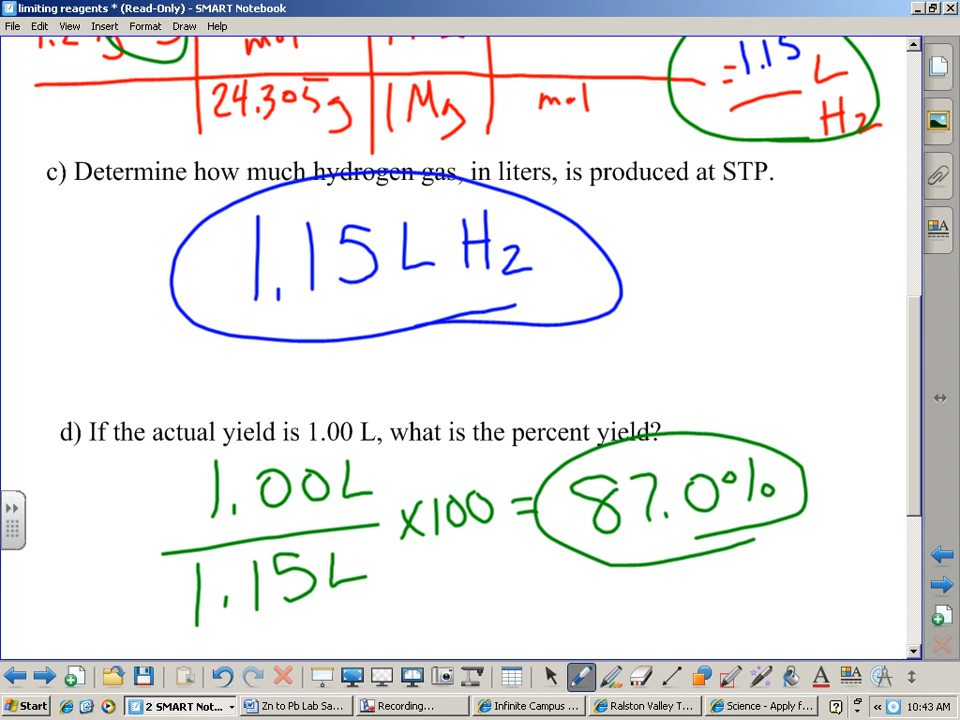 limiting reagents * (Read-Only) - SMART Notebook
File Edit View Insert Format Draw
mol
=1.15 L
H2
24.305g 1 Mg mol
c) Determine how much hydrogen gas, in liters, is produced at STP.
1.15 L H2
d) If the actual yield is 1.00 L, what is the percent yield?
1.00L
x100 = 87.0%
1.15L
Start 2 SMART Not... Zn to Pb Lab Sa... Recording... Infinite Campus ... Ralston Valley T... Science - Apply f... « 10:43 AM